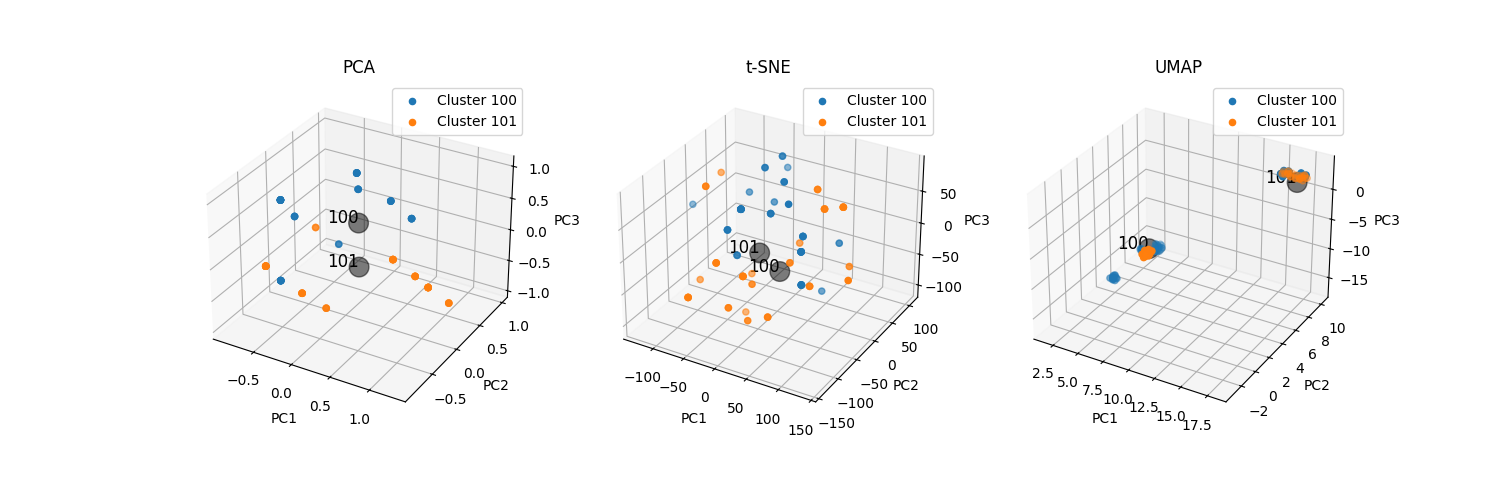 PCA
Cluster 100
Cluster 101
100
101
1.0
0.5
0.0
−0.5
−1.0
PC3
1.0
0.5
0.0
−0.5
PC2
−0.5
0.0
0.5
1.0
PC1
t-SNE
Cluster 100
Cluster 101
101
100
50
0
−50
−100
PC3
100
50
0
−50
−100
−150
PC2
−100
−50
0
50
100
150
PC1
UMAP
Cluster 100
Cluster 101
101
100
0
−5
−10
−15
PC3
10
8
6
4
2
0
−2
PC2
2.5
5.0
7.5
10.0
12.5
15.0
17.5
PC1